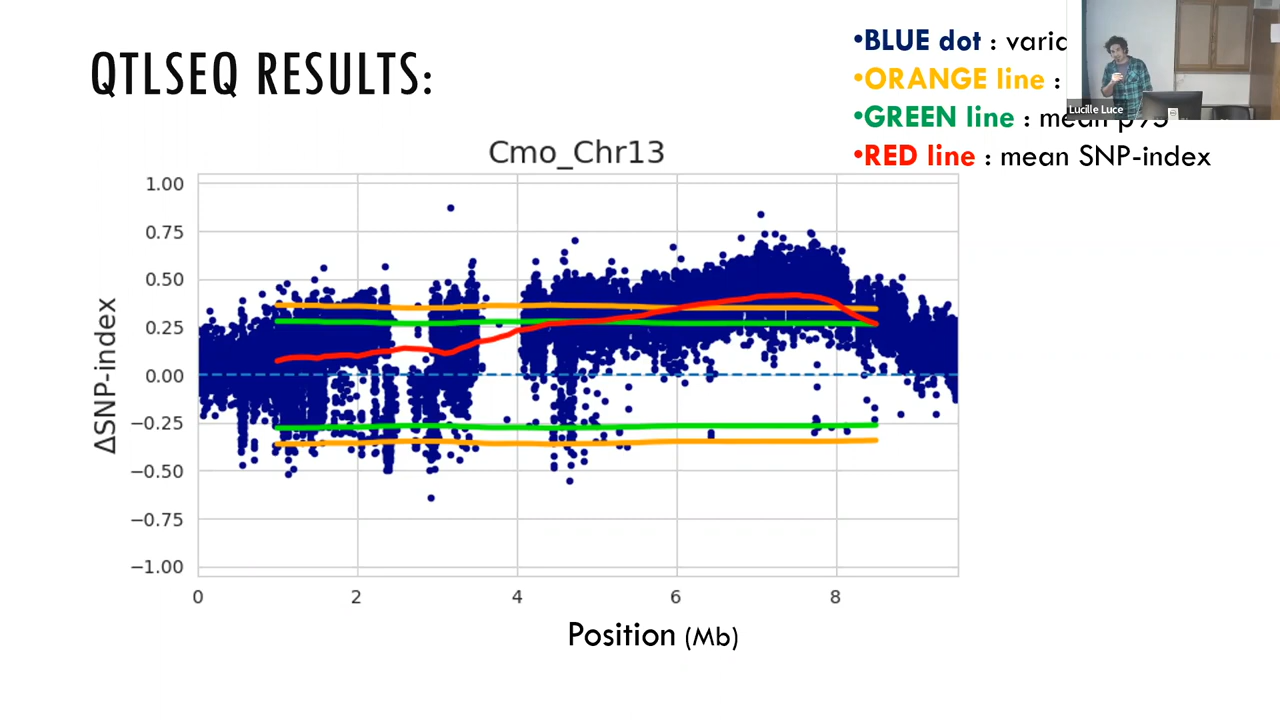 QTLSEQ RESULTS:
•BLUE dot :
•ORANGE line :
•GREEN line : mean p95
•RED line : mean SNP-index
Lucille Luce
Cmo_Chr13
1.00
0.75
0.50
0.25
0.00
−0.25
−0.50
−0.75
−1.00
ΔSNP-index
0 2 4 6 8
Position (Mb)